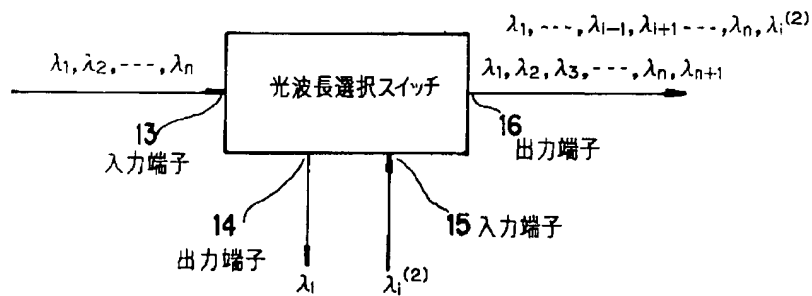 λ1,----,λi-1,λi+1----,λn,λi(2)
λ1,λ2,----,λn
光波長選択スイッチ
λ1,λ2,λ3,----,λn,λn+1
13
入力端子
16
出力端子
14
出力端子
15 入力端子
λi
λi(2)